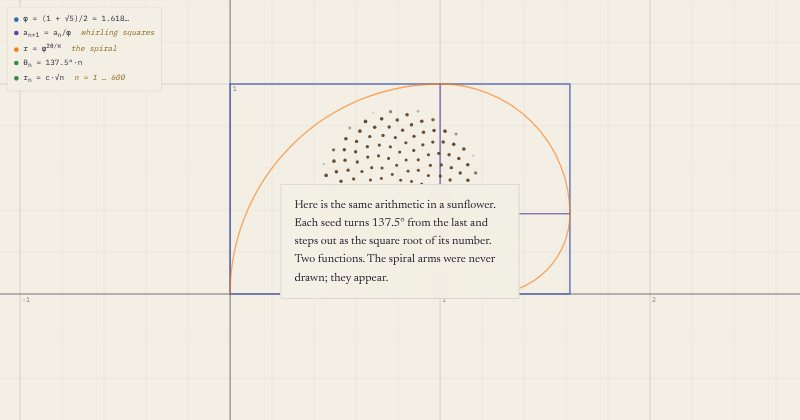 φ = (1 + √5)/2 = 1.618…
aₙ₊₁ = aₙ/φ whirling squares
r = φ^(2θ/π) the spiral
θₙ = 137.5°·n
rₙ = c·√n n = 1 … 600
1
Here is the same arithmetic in a sunflower.
Each seed turns 137.5° from the last and
steps out as the square root of its number.
Two functions. The spiral arms were never
drawn; they appear.
-1
1
2